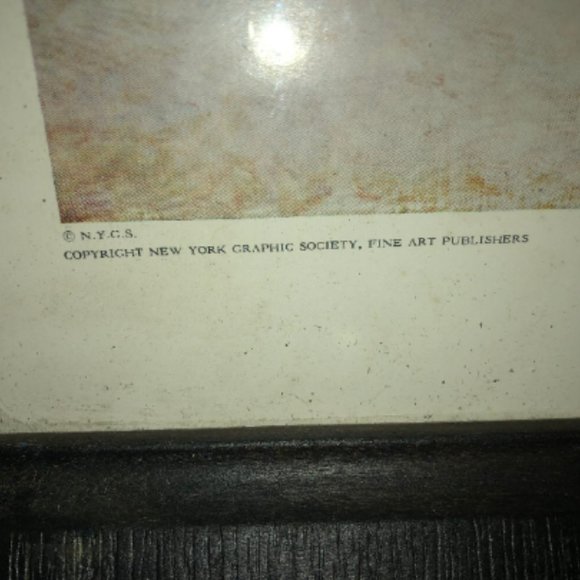 © N.Y.G.S.
COPYRIGHT NEW YORK GRAPHIC SOCIETY, FINE ART PUBLISHERS